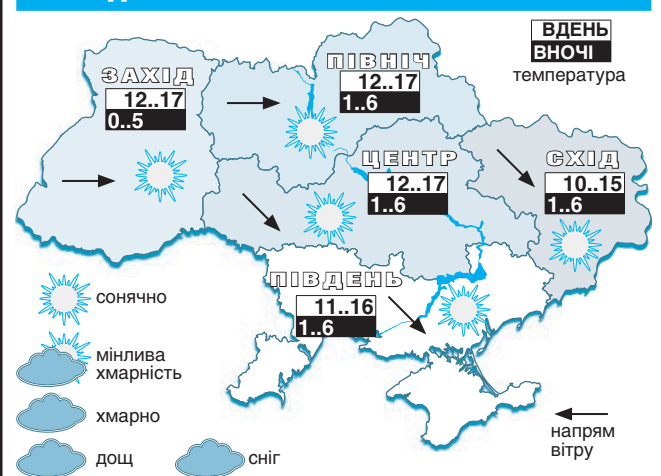 ВДЕНЬ
ВНОЧІ
температура
ПІВНІЧ
12..17
1..6
ЗАХІД
12..17
0..5
ЦЕНТР
12..17
1..6
СХІД
10..15
1..6
ПІВДЕНЬ
11..16
1..6
сонячно
мінлива
хмарність
хмарно
дощ
сніг
напрям
вітру